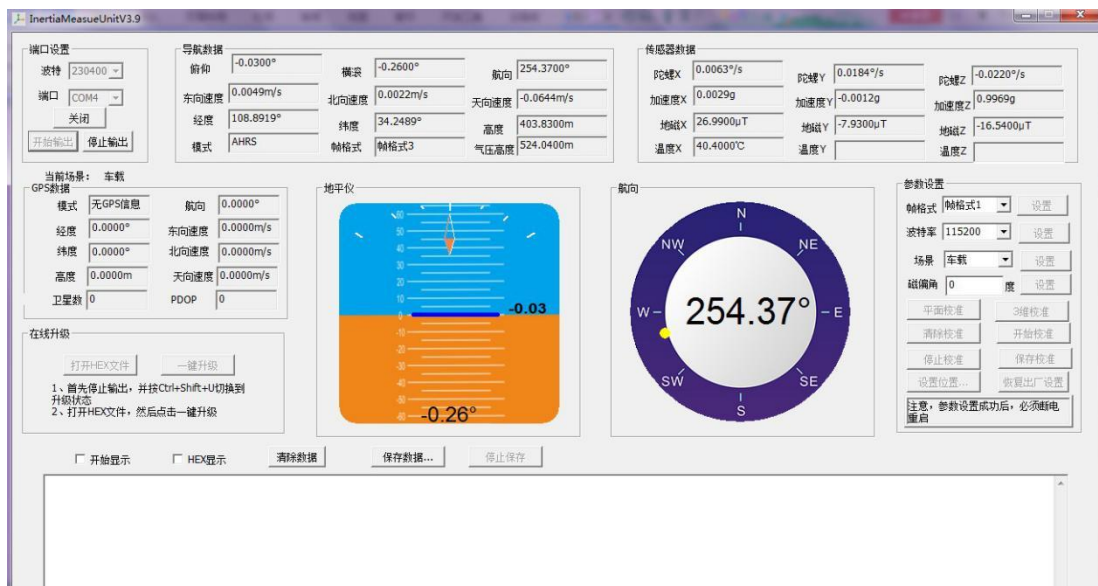 InertiaMeasueUnitV3.9
端口设置
波特 230400
端口 COM4
关闭
开始输出 停止输出
导航数据
俯仰 -0.0300° 横滚 -0.2600° 航向 254.3700°
东向速度 0.0049m/s 北向速度 0.0022m/s 天向速度 -0.0644m/s
经度 108.8919° 纬度 34.2489° 高度 403.8300m
模式 AHRS 帧格式 帧格式3 气压高度 524.0400m
传感器数据
陀螺X 0.0063°/s 陀螺Y 0.0184°/s 陀螺Z -0.0220°/s
加速度X 0.0029g 加速度Y -0.0012g 加速度Z 0.9969g
地磁X 26.9900μT 地磁Y -7.9300μT 地磁Z -16.5400μT
温度X 40.4000℃ 温度Y 温度Z
当前场景： 车载
GPS数据
模式 无GPS信息 航向 0.0000°
经度 0.0000° 东向速度 0.0000m/s
纬度 0.0000° 北向速度 0.0000m/s
高度 0.0000m 天向速度 0.0000m/s
卫星数 0 PDOP 0
在线升级
打开HEX文件 一键升级
1、首先停止输出，并按Ctrl+Shift+U切换到
升级状态
2、打开HEX文件，然后点击一键升级
地平仪
60
50
40
30
20
10
0 -0.03
-10
-20
-30
-40
-50
-60 -0.26°
航向
N
NW NE
W 254.37° E
SW SE
S
参数设置
帧格式 帧格式1 设置
波特率 115200 设置
场景 车载 设置
磁偏角 0 度 设置
平面校准 3维校准
清除校准 开始校准
停止校准 保存校准
设置位置... 恢复出厂设置
注意，参数设置成功后，必须断电
重启
开始显示 HEX显示 清除数据 保存数据... 停止保存